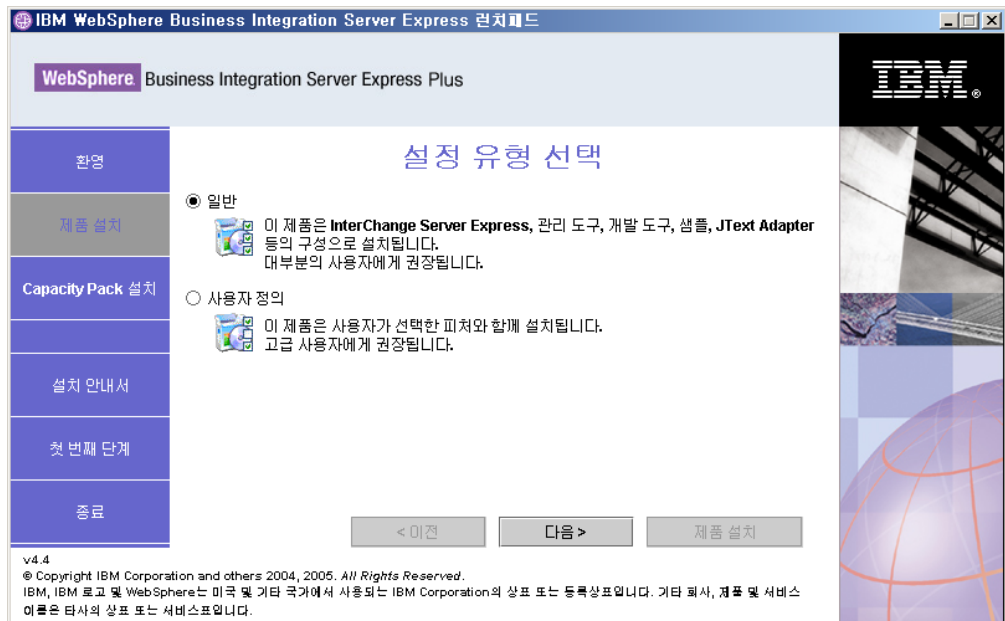 IBM WebSphere Business Integration Server Express 런치패드
WebSphere. Business Integration Server Express Plus
IBM®
환영
제품 설치
Capacity Pack 설치
설치 안내서
첫 번째 단계
종료
설정 유형 선택
일반
이 제품은 InterChange Server Express, 관리 도구, 개발 도구, 샘플, JText Adapter
등의 구성으로 설치됩니다.
대부분의 사용자에게 권장됩니다.
사용자 정의
이 제품은 사용자가 선택한 피처와 함께 설치됩니다.
고급 사용자에게 권장됩니다.
< 이전
다음 >
제품 설치
v4.4
© Copyright IBM Corporation and others 2004, 2005. All Rights Reserved.
IBM, IBM 로고 및 WebSphere는 미국 및 기타 국가에서 사용되는 IBM Corporation의 상표 또는 등록상표입니다. 기타 회사, 제품 및 서비스
이름은 타사의 상표 또는 서비스표입니다.